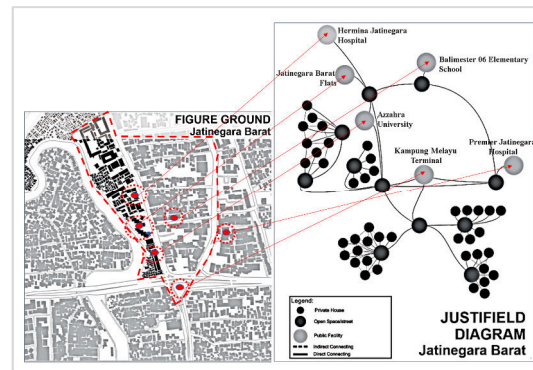 FIGURE GROUND
Jatinegara Barat
Hermina Jatinegara
Hospital
Jatinegara Barat
Flats
Balimester 06 Elementary
School
Azzahra
University
Kampung Melayu
Terminal
Premier Jatinegara
Hospital
Legend:
Private House
Open Space/street
Public Facility
Indirect Connecting
Direct Connecting
JUSTIFIELD
DIAGRAM
Jatinegara Barat